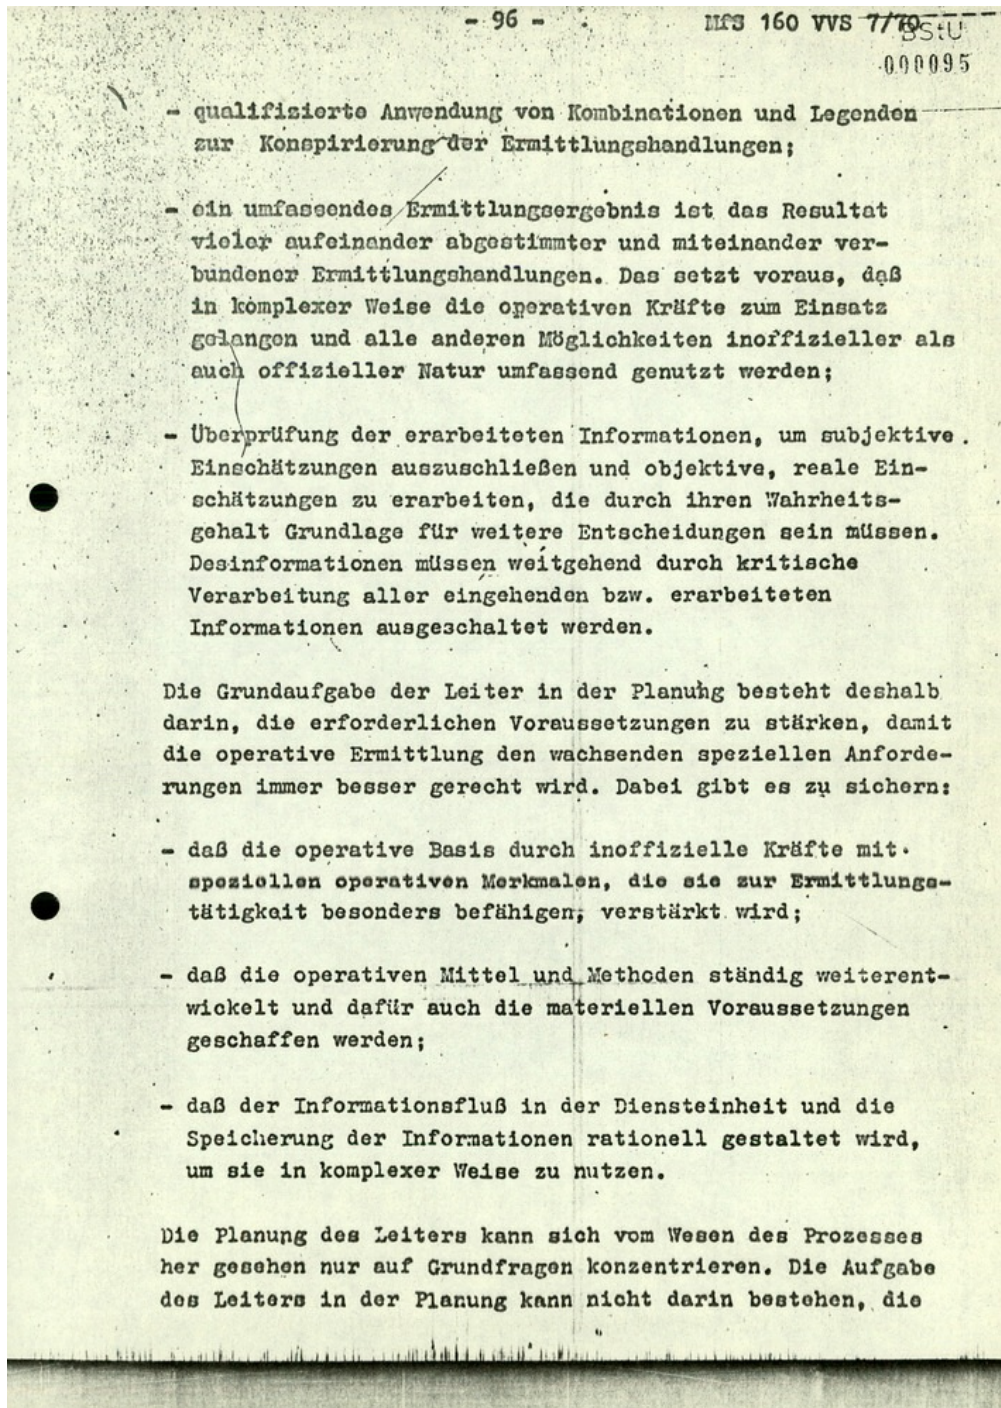 - 96 - MfS 160 VVS 7/70
BStU
000095
- qualifizierte Anwendung von Kombinationen und Legenden
zur Konspirierung der Ermittlungshandlungen;
- ein umfassendes Ermittlungsergebnis ist das Resultat
vieler aufeinander abgestimmter und miteinander ver-
bundener Ermittlungshandlungen. Das setzt voraus, daß
in komplexer Weise die operativen Kräfte zum Einsatz
gelangen und alle anderen Möglichkeiten inoffizieller als
auch offizieller Natur umfassend genutzt werden;
- Überprüfung der erarbeiteten Informationen, um subjektive
Einschätzungen auszuschließen und objektive, reale Ein-
schätzungen zu erarbeiten, die durch ihren Wahrheits-
gehalt Grundlage für weitere Entscheidungen sein müssen.
Desinformationen müssen weitgehend durch kritische
Verarbeitung aller eingehenden bzw. erarbeiteten
Informationen ausgeschaltet werden.
Die Grundaufgabe der Leiter in der Planung besteht deshalb
darin, die erforderlichen Voraussetzungen zu stärken, damit
die operative Ermittlung den wachsenden speziellen Anforde-
rungen immer besser gerecht wird. Dabei gibt es zu sichern:
- daß die operative Basis durch inoffizielle Kräfte mit
speziellen operativen Merkmalen, die sie zur Ermittlungs-
tätigkeit besonders befähigen, verstärkt wird;
- daß die operativen Mittel und Methoden ständig weiterent-
wickelt und dafür auch die materiellen Voraussetzungen
geschaffen werden;
- daß der Informationsfluß in der Diensteinheit und die
Speicherung der Informationen rationell gestaltet wird,
um sie in komplexer Weise zu nutzen.
Die Planung des Leiters kann sich vom Wesen des Prozesses
her gesehen nur auf Grundfragen konzentrieren. Die Aufgabe
des Leiters in der Planung kann nicht darin bestehen, die